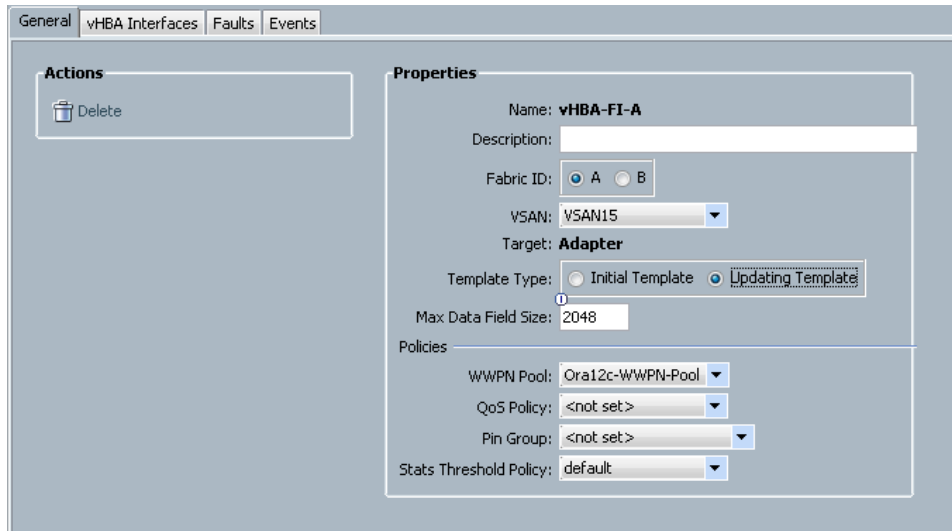 General vHBA Interfaces Faults Events
Actions
Delete
Properties
Name: vHBA-FI-A
Description:
Fabric ID: A B
VSAN: VSAN15
Target: Adapter
Template Type: Initial Template Updating Template
Max Data Field Size: 2048
Policies
WWPN Pool: Ora12c-WWPN-Pool
QoS Policy: <not set>
Pin Group: <not set>
Stats Threshold Policy: default